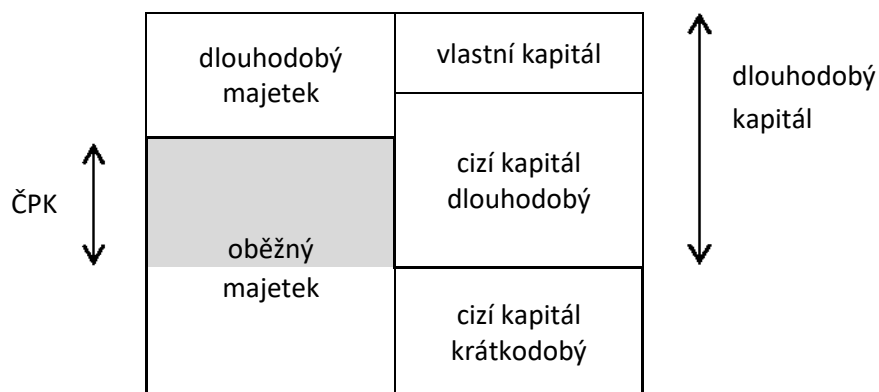 dlouhodobý
majetek
vlastní kapitál
dlouhodobý
kapitál
cizí kapitál
dlouhodobý
ČPK
oběžný
majetek
cizí kapitál
krátkodobý